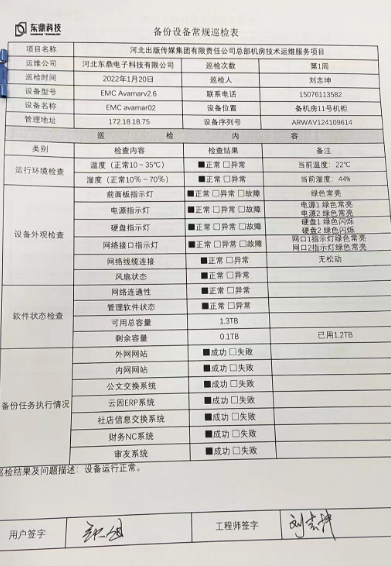 东鼎科技
备份设备常规巡检表
项目名称 河北出版传媒集团有限责任公司总部机房技术运维服务项目
运维公司 河北东鼎电子科技有限公司 巡检次数 第1周
巡检时间 2022年1月20日 巡检人 刘志坤
设备型号 EMC Avamarv2.6 联系电话 15076113582
设备名称 EMC avamar02 设备位置 备机房11号机柜
管理地址 172.18.18.75 设备序列号 ARWAV124109614
巡 检 内 容
类别 检查内容 检查结果 备注
运行环境检查 温度（正常10~35℃） ■正常 □异常 当前温度：22℃
湿度（正常10%~70%） ■正常 □异常 当前湿度：44%
设备外观检查 前面板指示灯 ■正常 □异常 □故障 绿色常亮
电源指示灯 ■正常 □异常 □故障 电源1 绿色常亮
电源2 绿色常亮
硬盘指示灯 ■正常 □异常 □故障 硬盘1 绿色闪烁
硬盘2 绿色闪烁
网络接口指示灯 ■正常 □异常 □故障 网口1指示灯绿色常亮
网口2指示灯绿色常亮
网络线缆连接 ■正常 □异常 无松动
风扇状态 ■正常 □异常
软件状态检查 网络连通性 ■正常 □异常
管理软件状态 ■正常 □异常
可用总容量 1.3TB
剩余容量 0.1TB 已用1.2TB
备份任务执行情况 外网网站 ■成功 □失败
内网网站 ■成功 □失败
公文交换系统 ■成功 □失败
云因ERP系统 ■成功 □失败
社店信息交换系统 ■成功 □失败
财务NC系统 ■成功 □失败
审友系统 ■成功 □失败
巡检结果及问题描述：设备运行正常。
用户签字 工程师签字 刘志坤